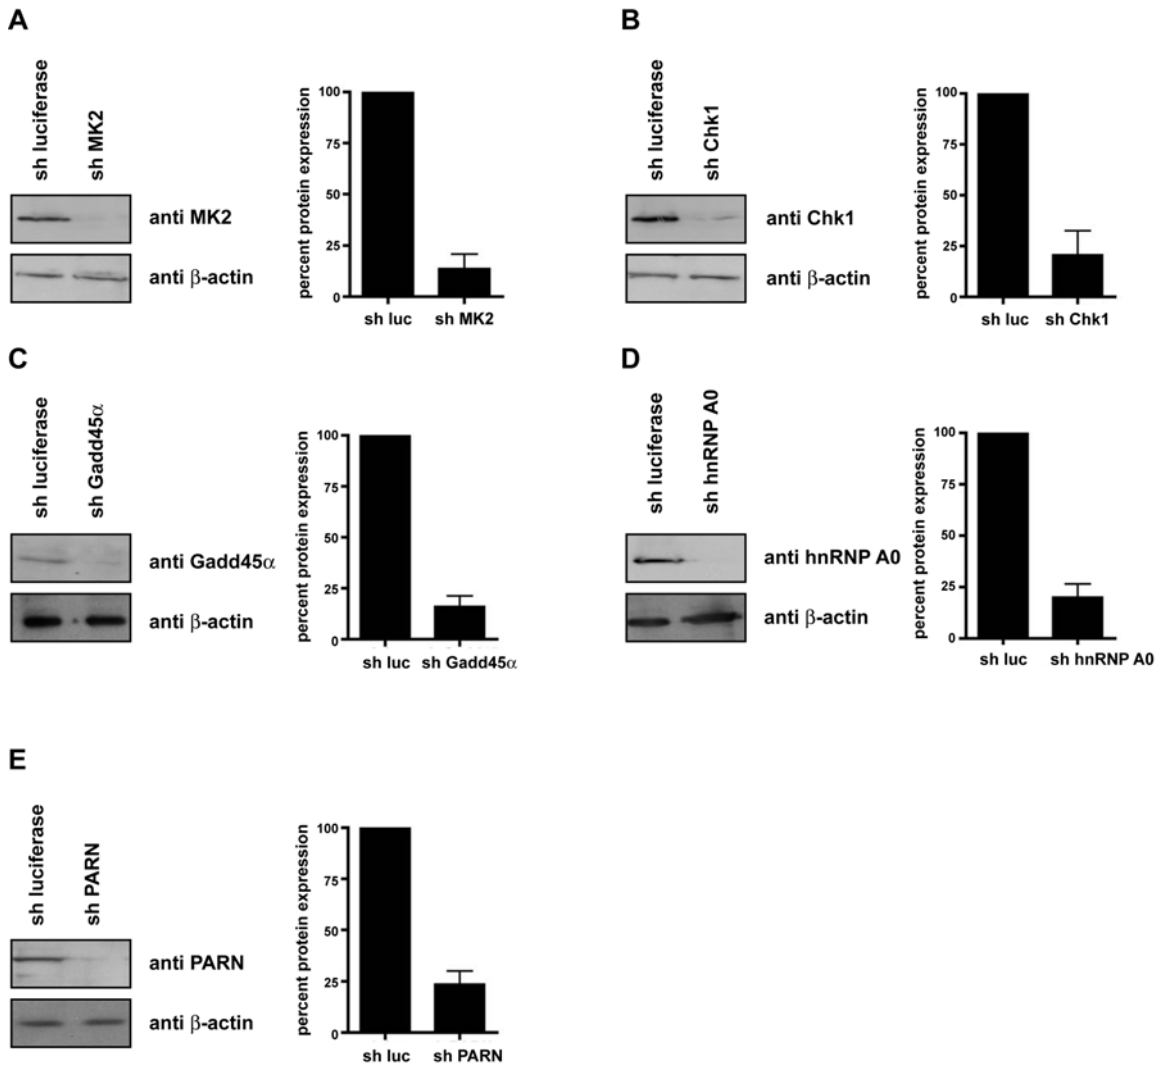 A
sh luciferase
sh MK2
anti MK2
anti β-actin
percent protein expression
100
75
50
25
0
sh luc
sh MK2
B
sh luciferase
sh Chk1
anti Chk1
anti β-actin
percent protein expression
100
75
50
25
0
sh luc
sh Chk1
C
sh luciferase
sh Gadd45α
anti Gadd45α
anti β-actin
percent protein expression
100
75
50
25
0
sh luc
sh Gadd45α
D
sh luciferase
sh hnRNP A0
anti hnRNP A0
anti β-actin
percent protein expression
100
75
50
25
0
sh luc
sh hnRNP A0
E
sh luciferase
sh PARN
anti PARN
anti β-actin
percent protein expression
100
75
50
25
0
sh luc
sh PARN